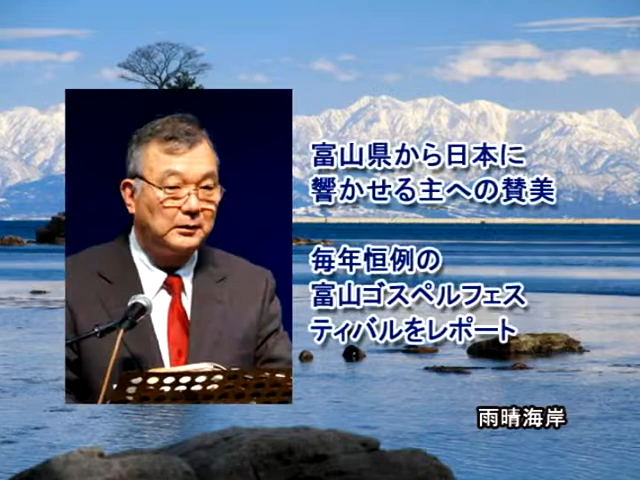 富山県から日本に
響かせる主への賛美
毎年恒例の
富山ゴスペルフェス
ティバルをレポート
雨晴海岸